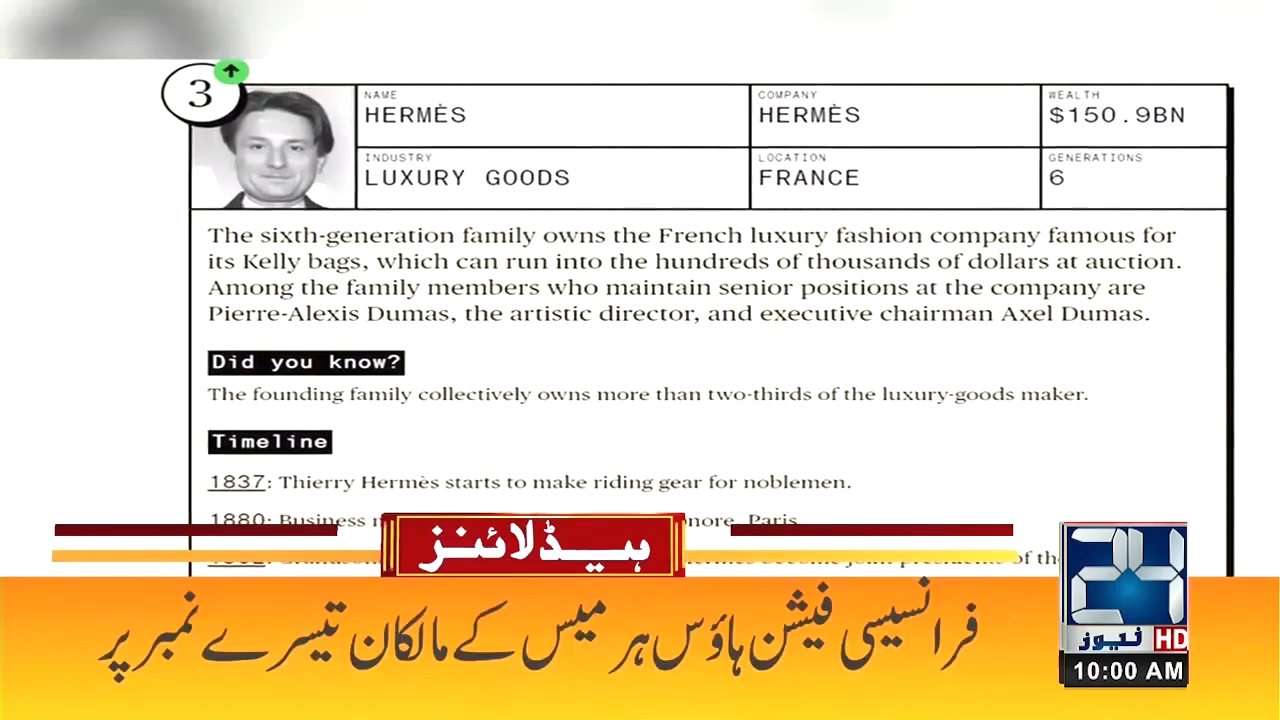 3
NAME
HERMÈS
COMPANY
HERMÈS
WEALTH
$150.9BN
INDUSTRY
LUXURY GOODS
LOCATION
FRANCE
GENERATIONS
6
The sixth-generation family owns the French luxury fashion company famous for
its Kelly bags, which can run into the hundreds of thousands of dollars at auction.
Among the family members who maintain senior positions at the company are
Pierre-Alexis Dumas, the artistic director, and executive chairman Axel Dumas.
Did you know?
The founding family collectively owns more than two-thirds of the luxury-goods maker.
Timeline
1837: Thierry Hermès starts to make riding gear for noblemen.
1880: Business Paris
ہیڈلائنز
فرانسیسی فیشن ہاؤس ہرمیس کے مالکان تیسرے نمبر پر
24
نیوز HD
10:00 AM